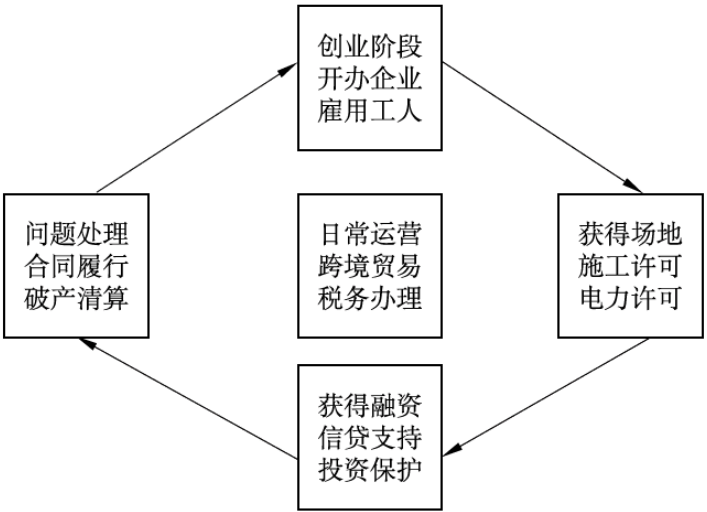 创业阶段
开办企业
雇用工人
问题处理
合同履行
破产清算
日常运营
跨境贸易
税务办理
获得场地
施工许可
电力许可
获得融资
信贷支持
投资保护